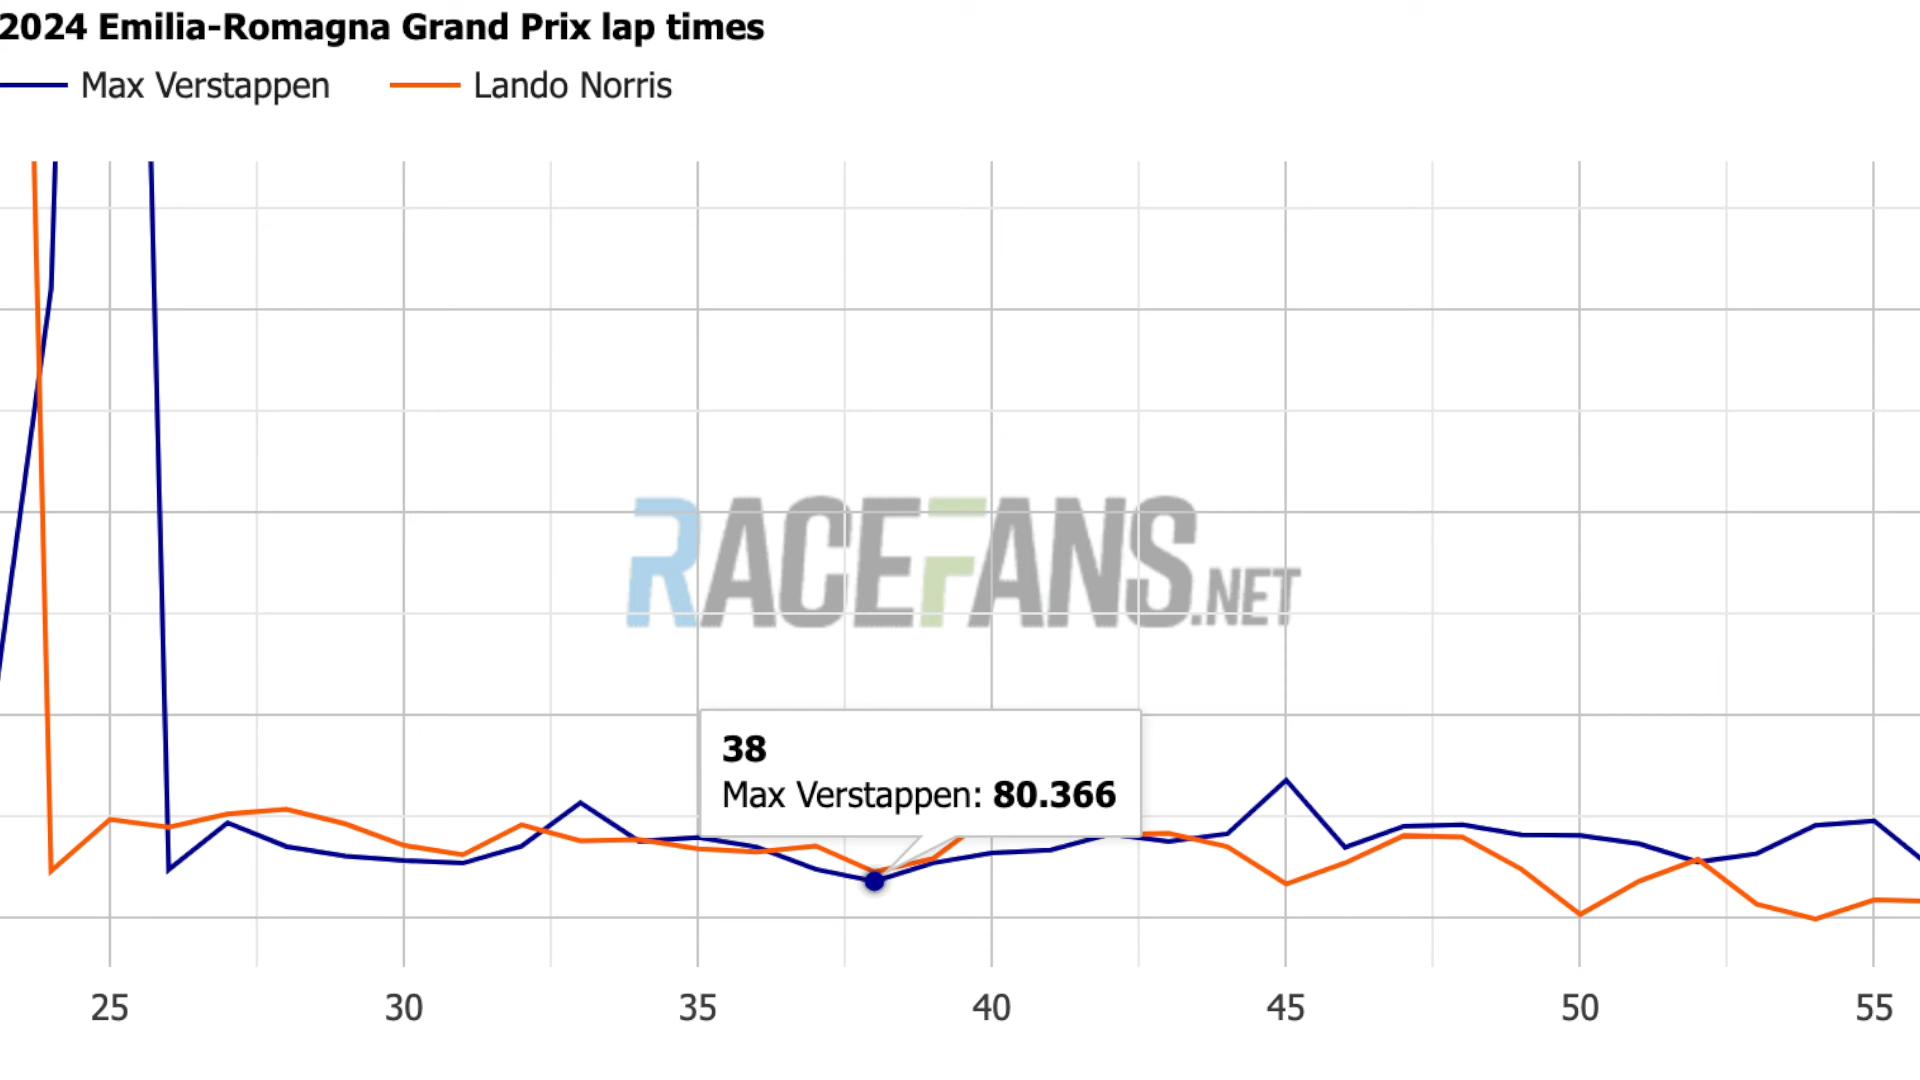 2024 Emilia-Romagna Grand Prix lap times
Max Verstappen Lando Norris
RACEFANS.NET
38
Max Verstappen: 80.366
25 30 35 40 45 50 55